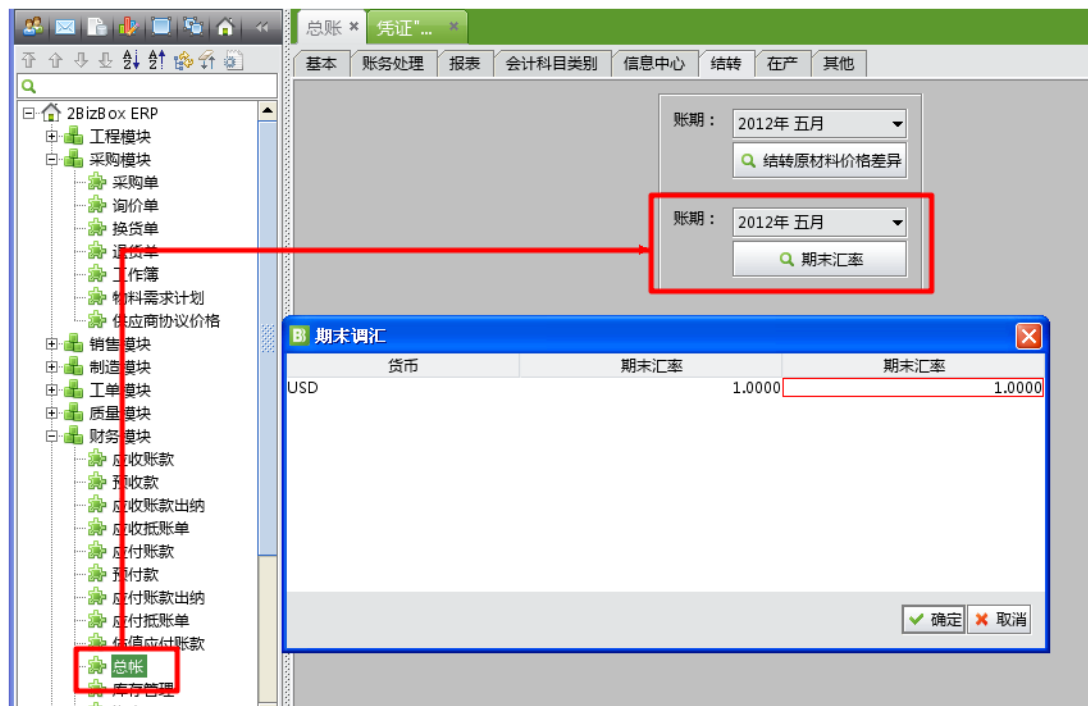 总账
凭证"...
基本
账务处理
报表
会计科目类别
信息中心
结转
在产
其他
2BizBox ERP
工程模块
采购模块
采购单
询价单
换货单
退货单
工作簿
物料需求计划
供应商协议价格
销售模块
制造模块
工单模块
质量模块
财务模块
应收账款
预收款
应收账款出纳
应收抵账单
应付账款
预付款
应付账款出纳
应付抵账单
估值应付账款
总帐
库存管理
账期：
2012年 五月
结转原材料价格差异
账期：
2012年 五月
期末汇率
期末调汇
货币
期末汇率
期末汇率
USD
1.0000
1.0000
确定
取消